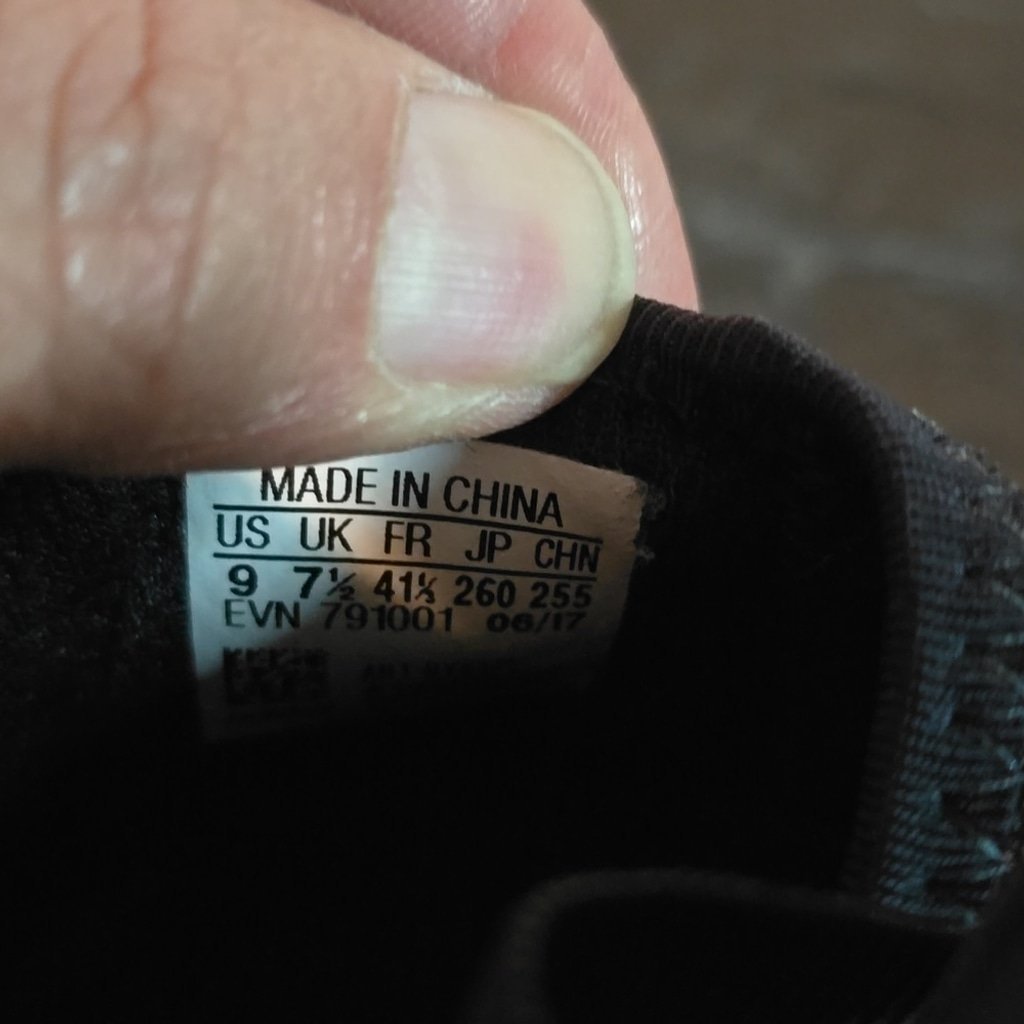 MADE IN CHINA
US UK FR JP CHN
9 7½ 41⅓ 260 255
EVN 791001 06/17